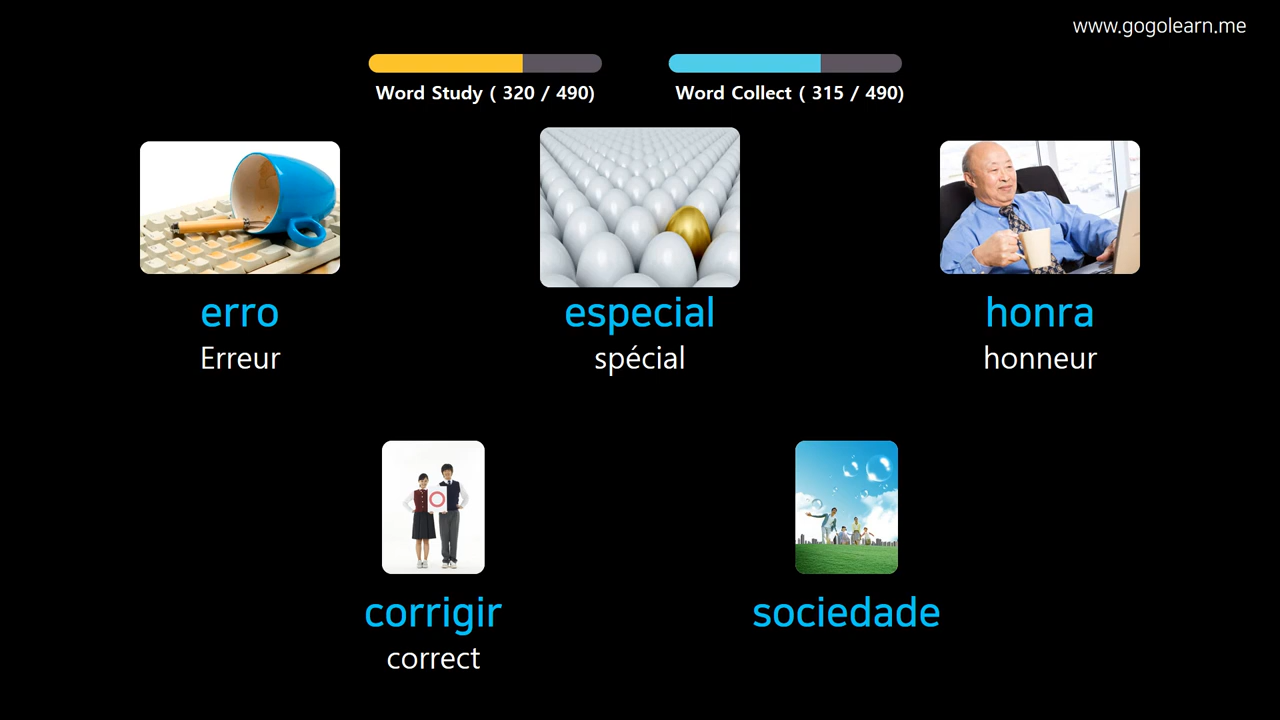 www.gogolearn.me
Word Study ( 320 / 490)
Word Collect ( 315 / 490)
erro
Erreur
especial
spécial
honra
honneur
corrigir
correct
sociedade